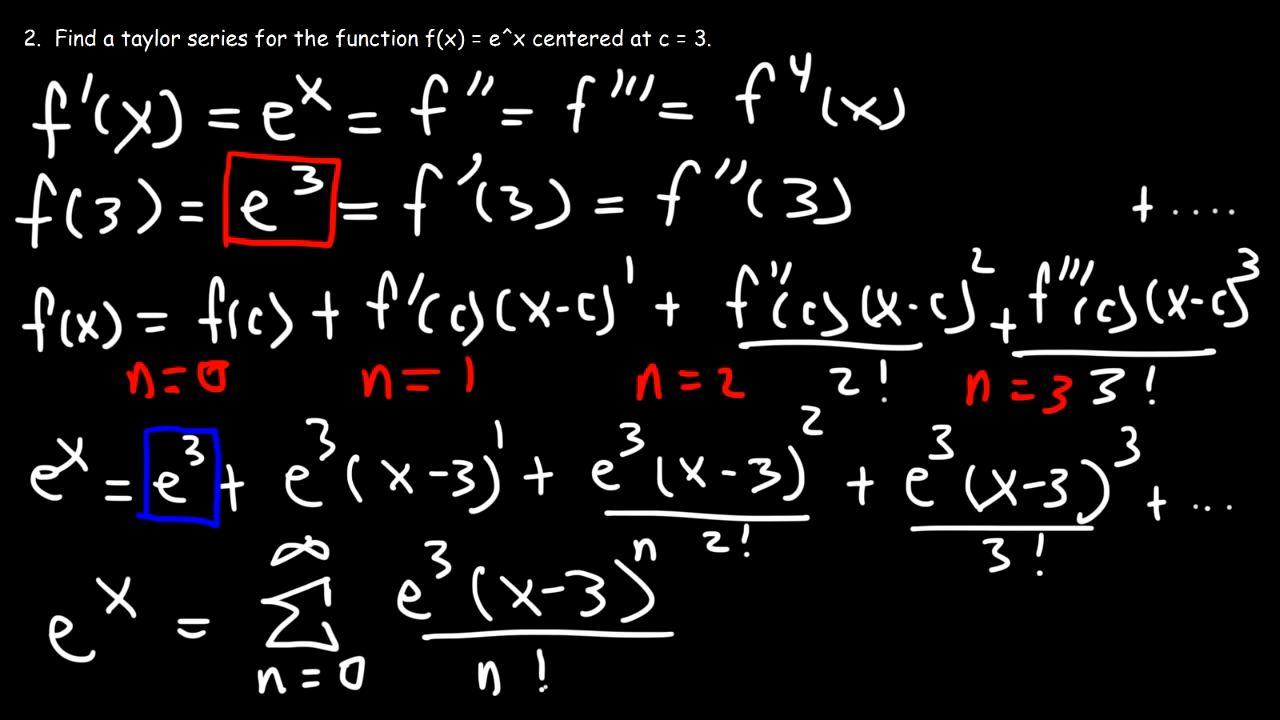 2. Find a taylor series for the function f(x) = e^x centered at c = 3.
f'(x) = e^x = f'' = f''' = f^4(x)
f(3) = e^3 = f'(3) = f''(3)
+ ....
f(x) = f(c) + f'(c)(x-c)^1 + f''(c)(x-c)^2/2! + f'''(c)(x-c)^3/3!
n=0 n=1 n=2 n=3
e^x = e^3 + e^3(x-3)^1 + e^3(x-3)^2/2! + e^3(x-3)^3/3! + ...
e^x = ∑_{n=0}^{∞} e^3(x-3)^n/n!